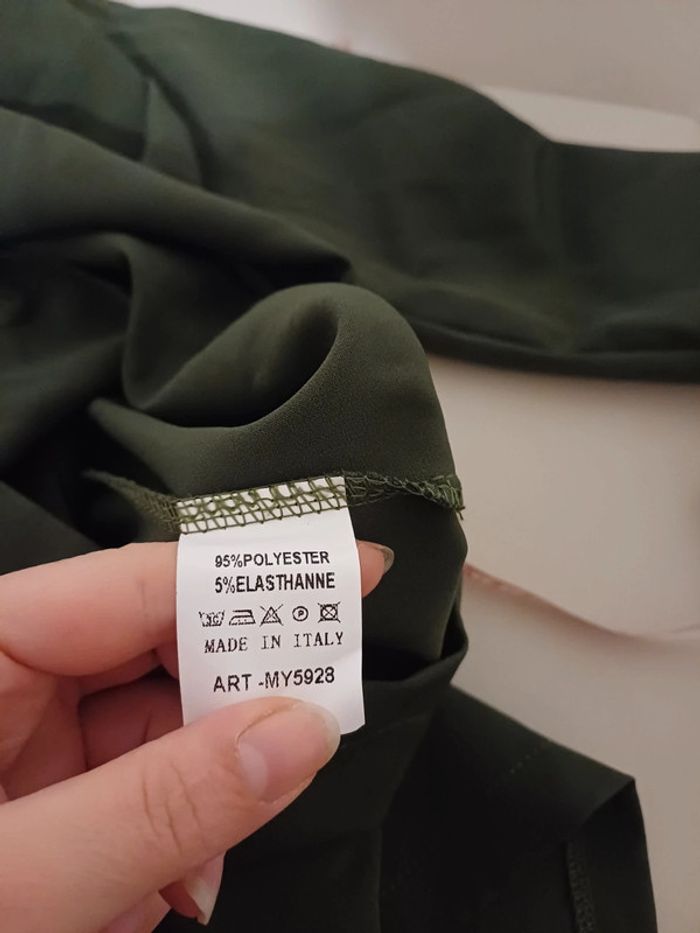 95%POLYESTER
5%ELASTHANNE
MADE IN ITALY
ART -MY5928